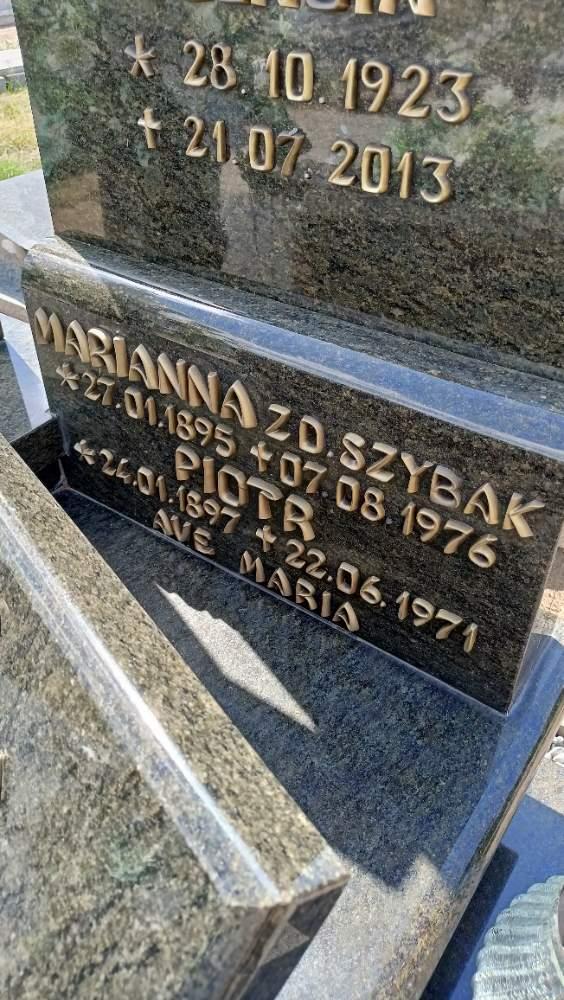 * 28.10.1923
+ 21.07.2013
MARIANNA ZD. SZYBAK
* 27.01.1895 + 07.08.1976
PIOTR
* 24.01.1897 + 22.06.1971
AVE MARIA